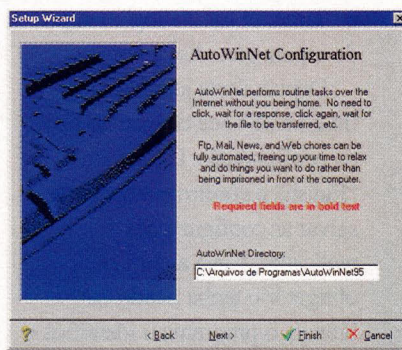 Setup Wizard
AutoWinNet Configuration
AutoWinNet performs routine tasks over the
Internet without you being home. No need to
click, wait for a response, click again, wait for
the file to be transferred, etc.
Ftp, Mail, News, and Web chores can be
fully automated, freeing up your time to relax
and do things you want to do rather than
being imprisoned in front of the computer.
Required fields are in bold text
AutoWinNet Directory:
C:\Arquivos de Programas\AutoWinNet95
< Back
Next >
Finish
Cancel